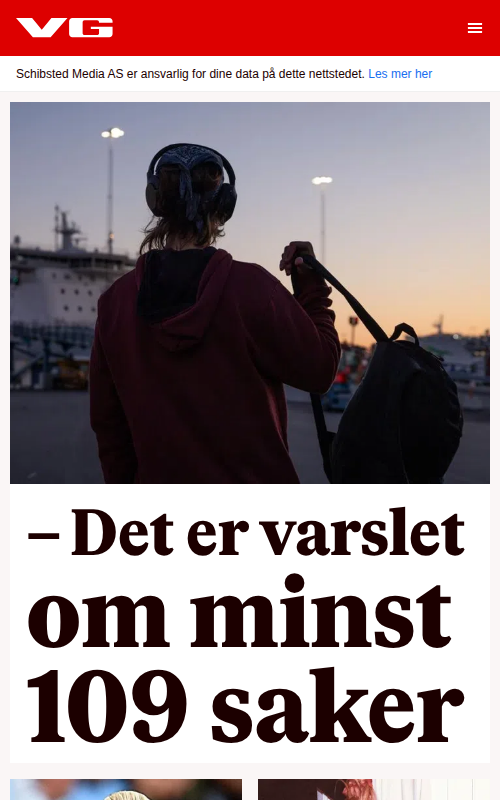 VG
Schibsted Media AS er ansvarlig for dine data på dette nettstedet. Les mer her
– Det er varslet
om minst
109 saker